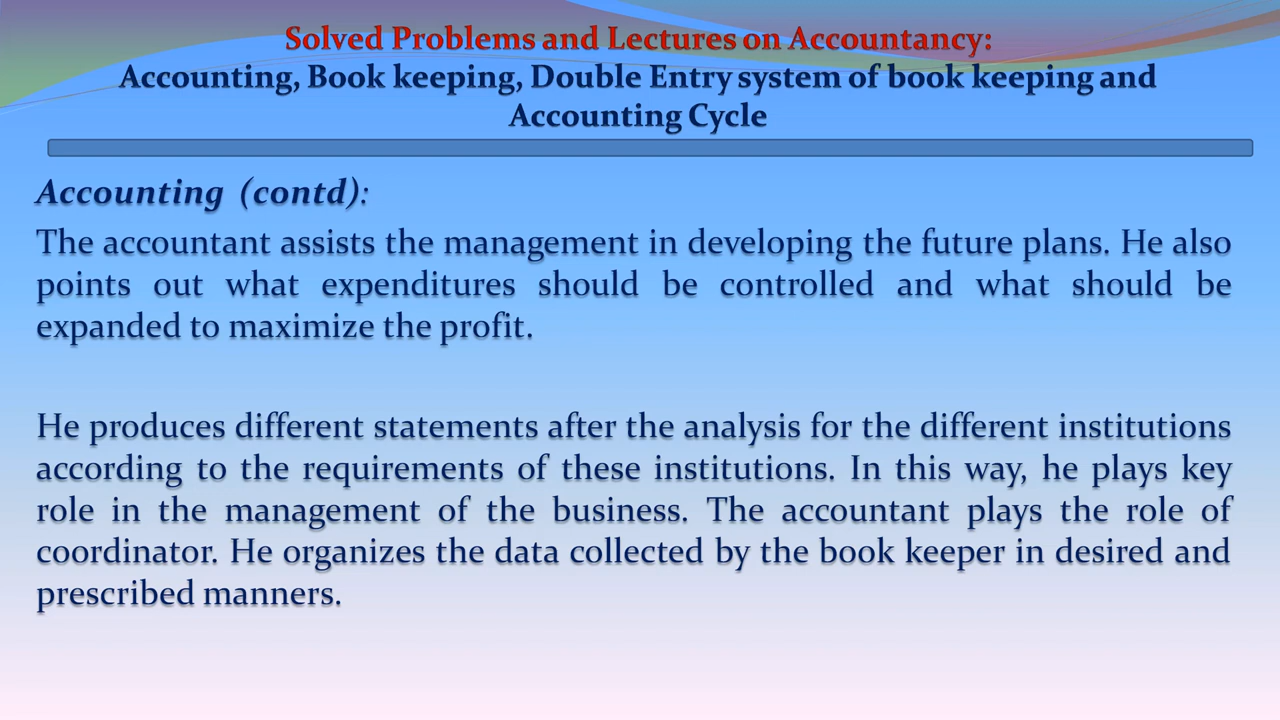 Solved Problems and Lectures on Accountancy:
Accounting, Book keeping, Double Entry system of book keeping and
Accounting Cycle
Accounting (contd):
The accountant assists the management in developing the future plans. He also
points out what expenditures should be controlled and what should be
expanded to maximize the profit.
He produces different statements after the analysis for the different institutions
according to the requirements of these institutions. In this way, he plays key
role in the management of the business. The accountant plays the role of
coordinator. He organizes the data collected by the book keeper in desired and
prescribed manners.